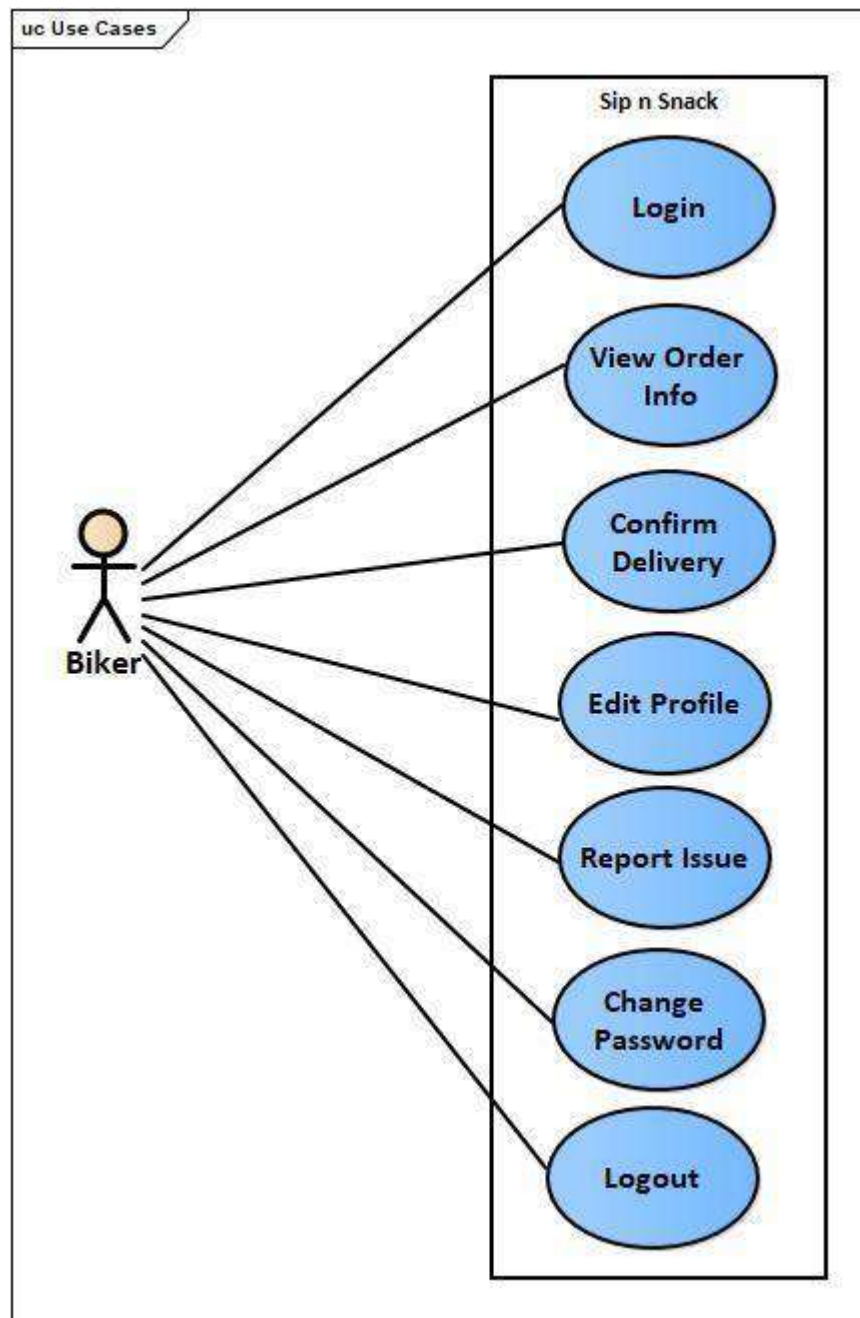 uc Use Cases
Sip n Snack
Login
View Order
Info
Confirm
Delivery
Biker
Edit Profile
Report Issue
Change
Password
Logout